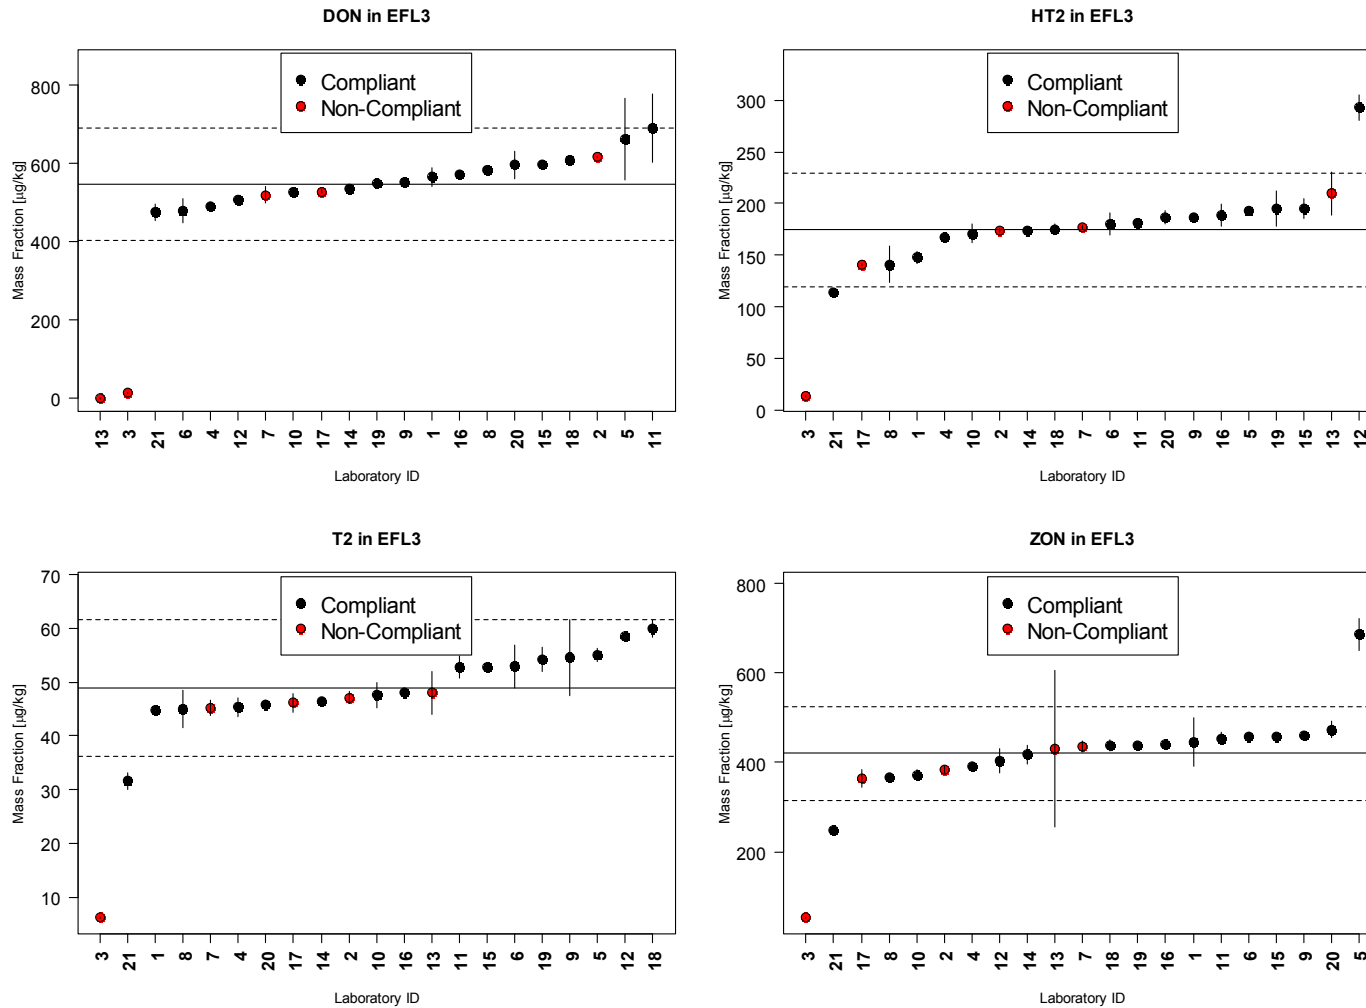 DON in EFL3
Compliant
Non-Compliant
Mass Fraction [µg/kg]
800
600
400
200
0
13 3 21 6 4 12 7 10 17 14 19 9 1 16 8 20 15 18 2 5 11
Laboratory ID
HT2 in EFL3
Compliant
Non-Compliant
Mass Fraction [µg/kg]
300
250
200
150
100
50
0
3 21 17 8 1 4 10 2 14 18 7 6 11 20 9 16 5 19 15 13 12
Laboratory ID
T2 in EFL3
Compliant
Non-Compliant
Mass Fraction [µg/kg]
70
60
50
40
30
20
10
3 21 1 8 7 4 20 17 14 2 10 16 13 11 15 6 19 9 5 12 18
Laboratory ID
ZON in EFL3
Compliant
Non-Compliant
Mass Fraction [µg/kg]
800
600
400
200
3 21 17 8 10 2 4 12 14 13 7 18 19 16 1 11 6 15 9 20 5
Laboratory ID